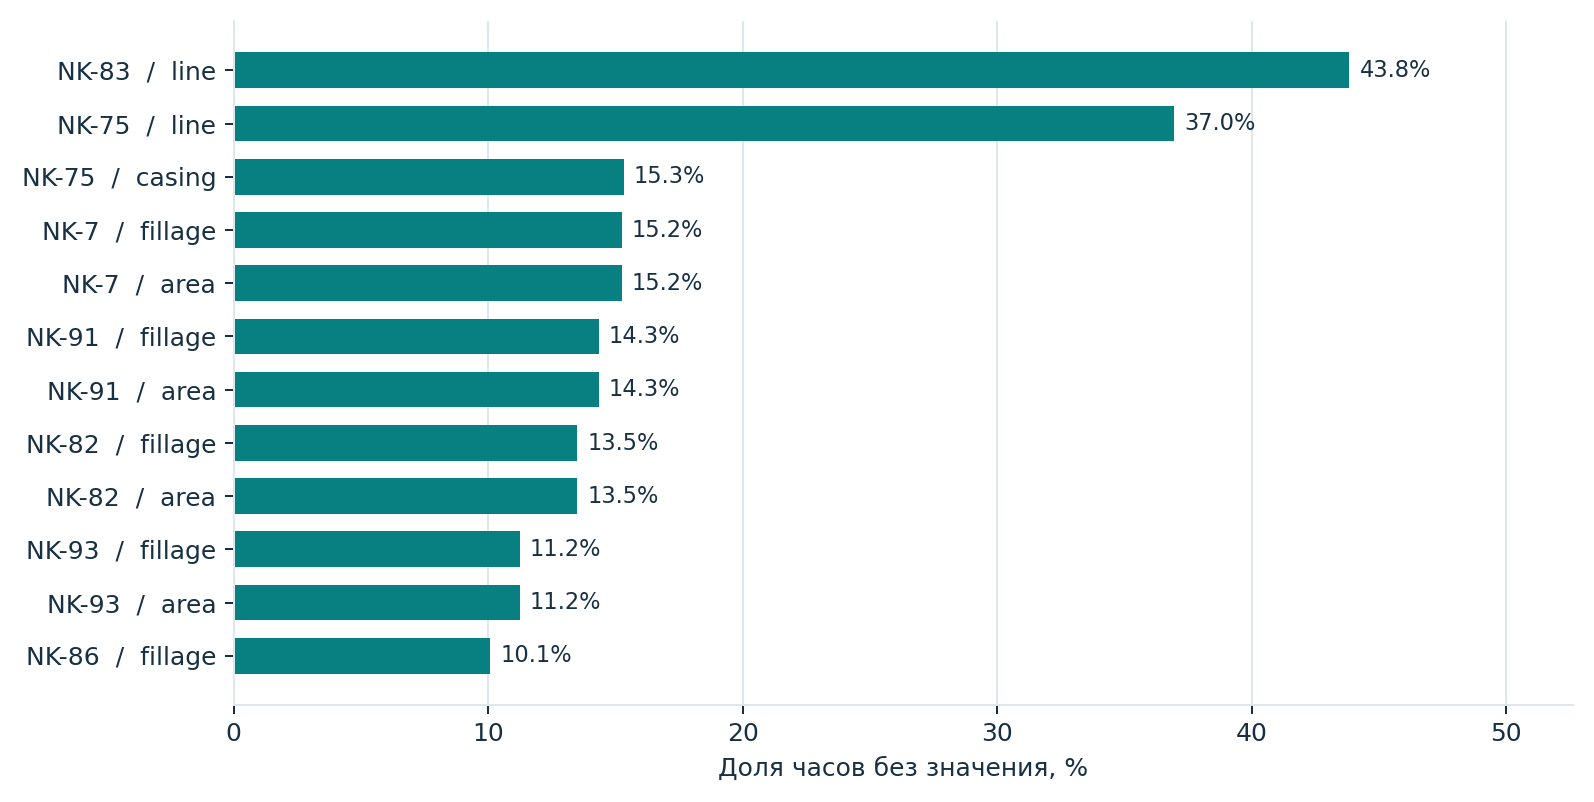 NK-83 / line 43.8%
NK-75 / line 37.0%
NK-75 / casing 15.3%
NK-7 / fillage 15.2%
NK-7 / area 15.2%
NK-91 / fillage 14.3%
NK-91 / area 14.3%
NK-82 / fillage 13.5%
NK-82 / area 13.5%
NK-93 / fillage 11.2%
NK-93 / area 11.2%
NK-86 / fillage 10.1%
0 10 20 30 40 50
Доля часов без значения, %